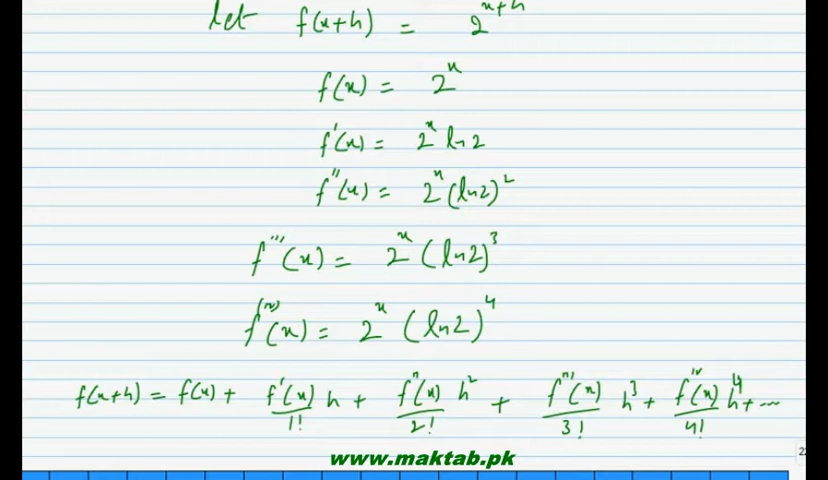 let f(x+h) = 2^{x+h}
f(x) = 2^x
f'(x) = 2^x ln2
f''(x) = 2^x (ln2)^2
f'''(x) = 2^x (ln2)^3
f^{(iv)}(x) = 2^x (ln2)^4
f(x+h) = f(x) + f'(x)/1! h + f''(x)/2! h^2 + f'''(x)/3! h^3 + f^{iv}(x)/4! h^4 + ...
www.maktab.pk